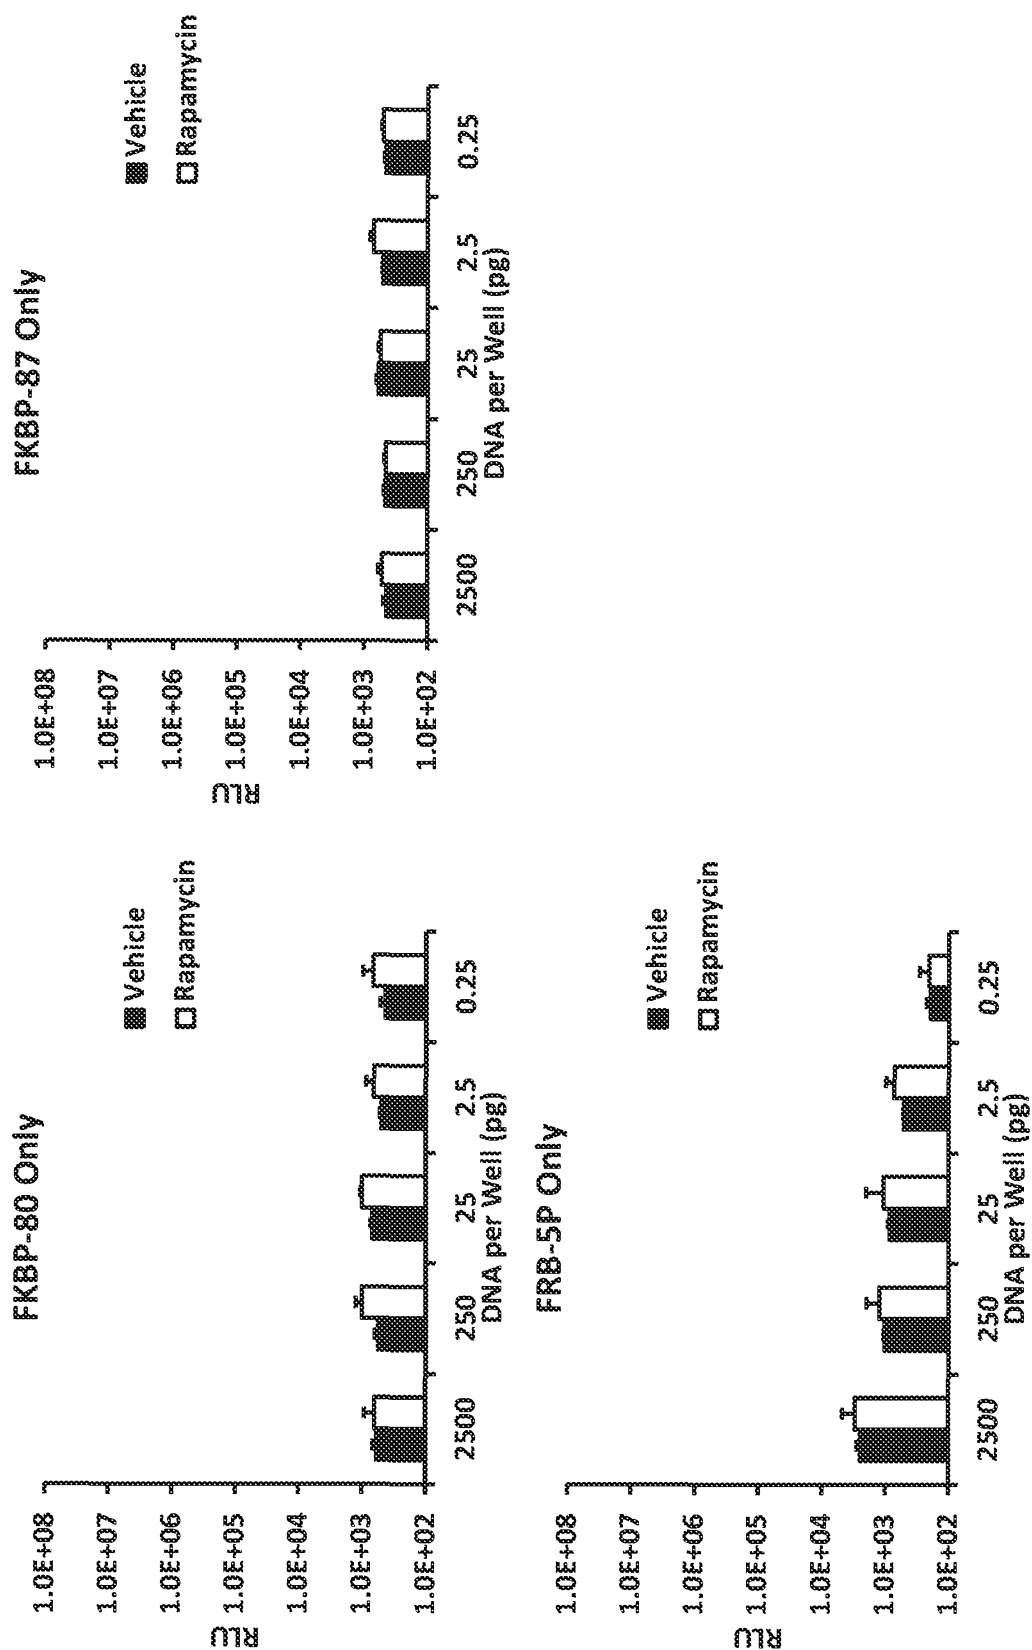 FKBP-80 Only
1.0E+08
1.0E+07
1.0E+06
1.0E+05
1.0E+04
1.0E+03
1.0E+02
RLU
Vehicle
Rapamycin
2500 250 25 2.5 0.25
DNA per Well (pg)
FKBP-87 Only
1.0E+08
1.0E+07
1.0E+06
1.0E+05
1.0E+04
1.0E+03
1.0E+02
RLU
Vehicle
Rapamycin
2500 250 25 2.5 0.25
DNA per Well (pg)
FRB-5P Only
1.0E+08
1.0E+07
1.0E+06
1.0E+05
1.0E+04
1.0E+03
1.0E+02
RLU
Vehicle
Rapamycin
2500 250 25 2.5 0.25
DNA per Well (pg)